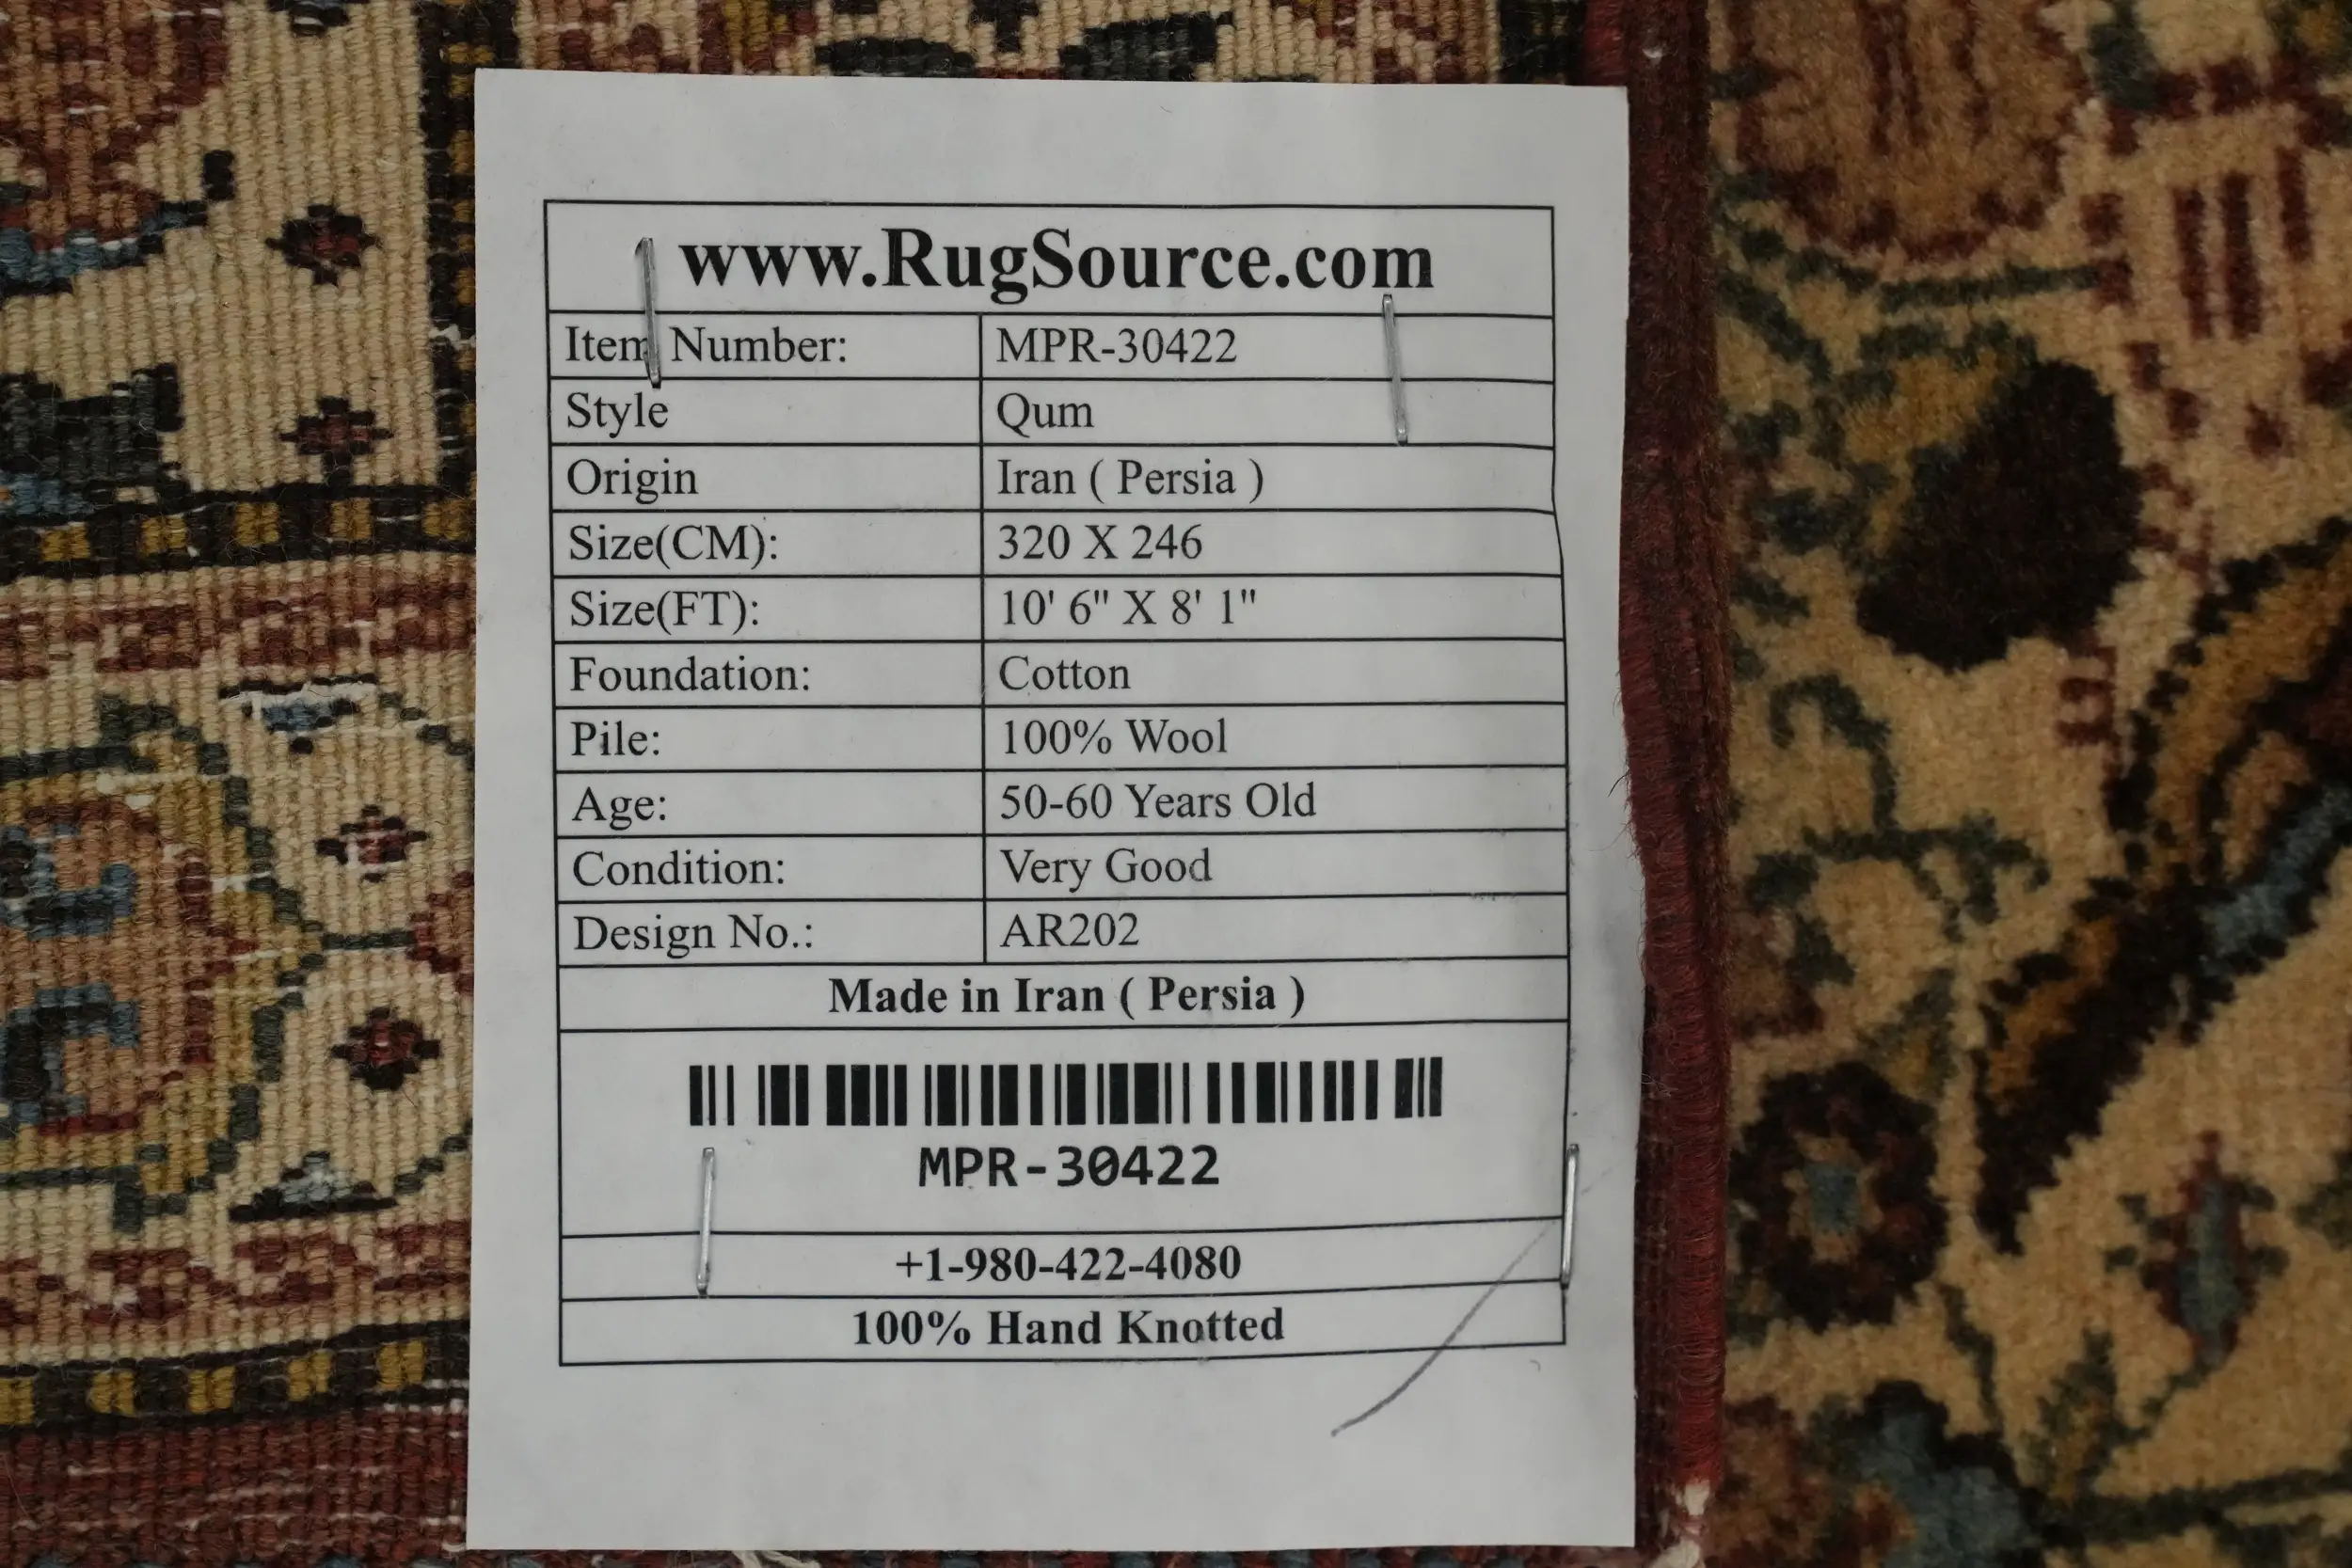 www.RugSource.com
Item Number: MPR-30422
Style Qum
Origin Iran ( Persia )
Size(CM): 320 X 246
Size(FT): 10' 6" X 8' 1"
Foundation: Cotton
Pile: 100% Wool
Age: 50-60 Years Old
Condition: Very Good
Design No.: AR202
Made in Iran ( Persia )
MPR-30422
+1-980-422-4080
100% Hand Knotted